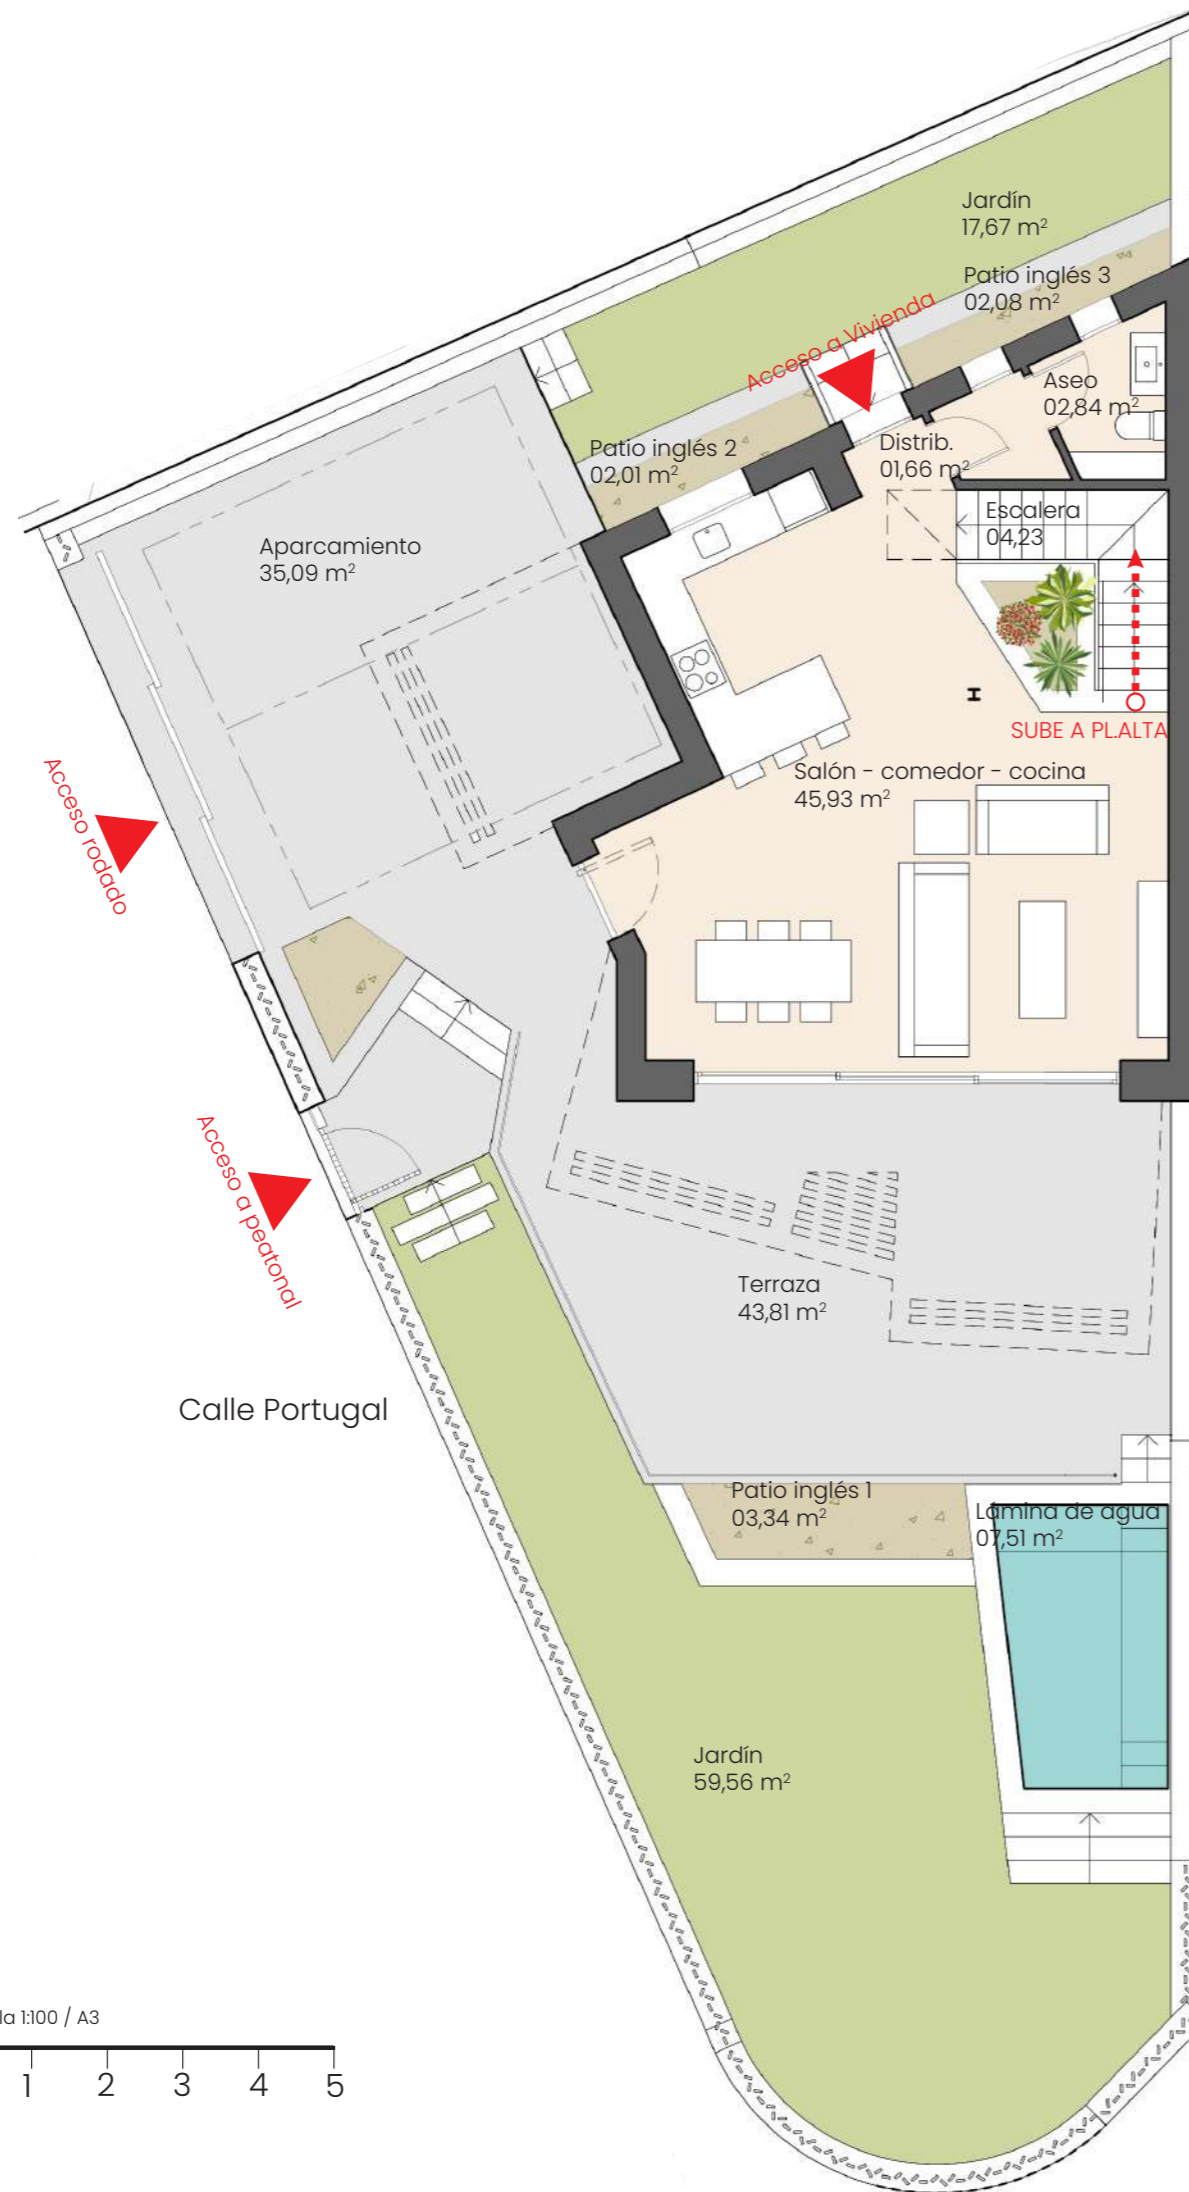 Jardín
17,67 m²
Patio inglés 3
02,08 m²
Acceso a Vivienda
Aseo
02,84 m²
Patio inglés 2
02,01 m²
Distrib.
01,66 m²
Escalera
04,23
Aparcamiento
35,09 m²
SUBE A PL.ALTA
Salón - comedor - cocina
45,93 m²
Acceso rodado
Acceso a peatonal
Terraza
43,81 m²
Calle Portugal
Patio inglés 1
03,34 m²
Lámina de agua
07,51 m²
Jardín
59,56 m²
la 1:100 / A3
1 2 3 4 5